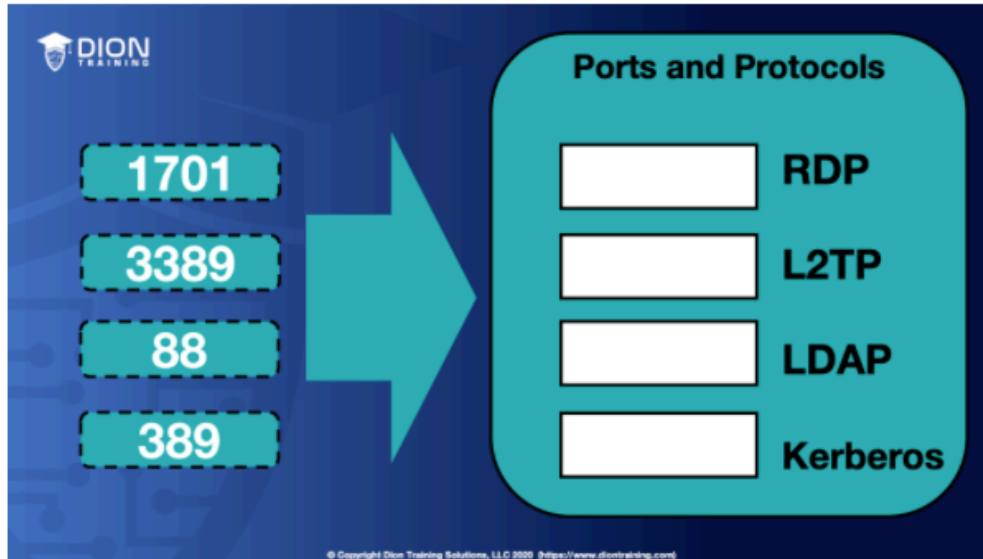 DION
TRAINING
Ports and Protocols
1701
3389
88
389
RDP
L2TP
LDAP
Kerberos
© Copyright Dion Training Solutions, LLC 2020 (https://www.diontraining.com)